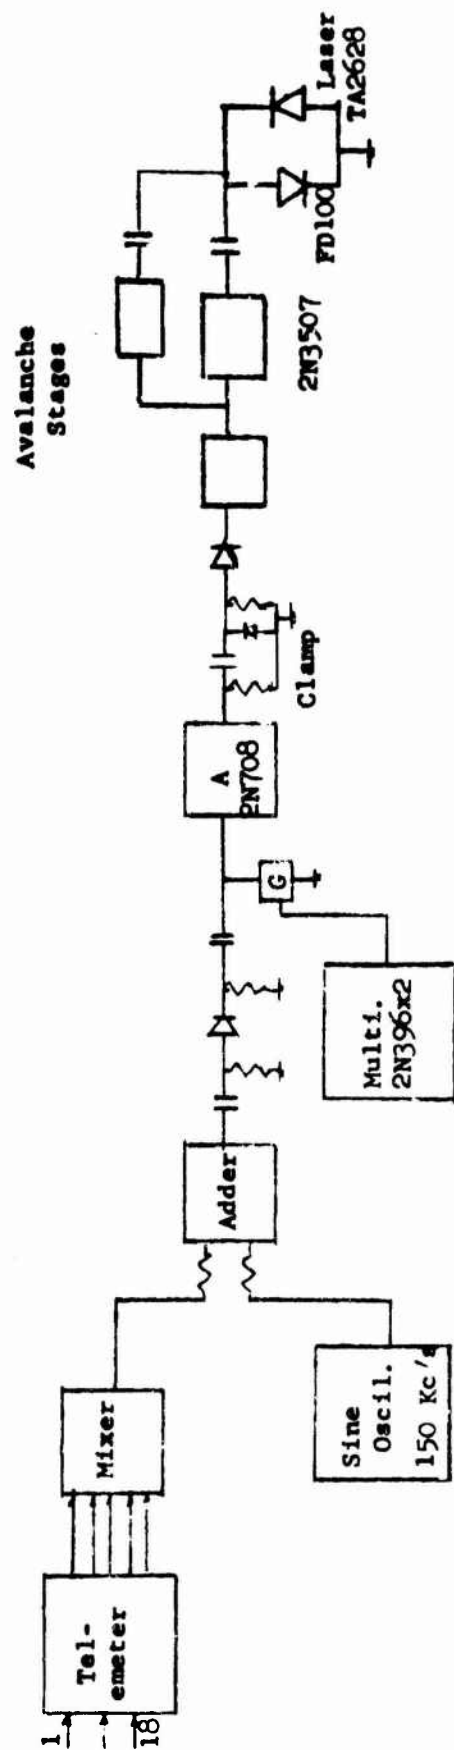 1
18
Tel-
emeter
Mixer
Sine
Oscil.
150 Kc's
Adder
Multi.
2N396x2
G
A
2N708
Clamp
Avalanche
Stages
2N3507
FD100
Laser
TA2628